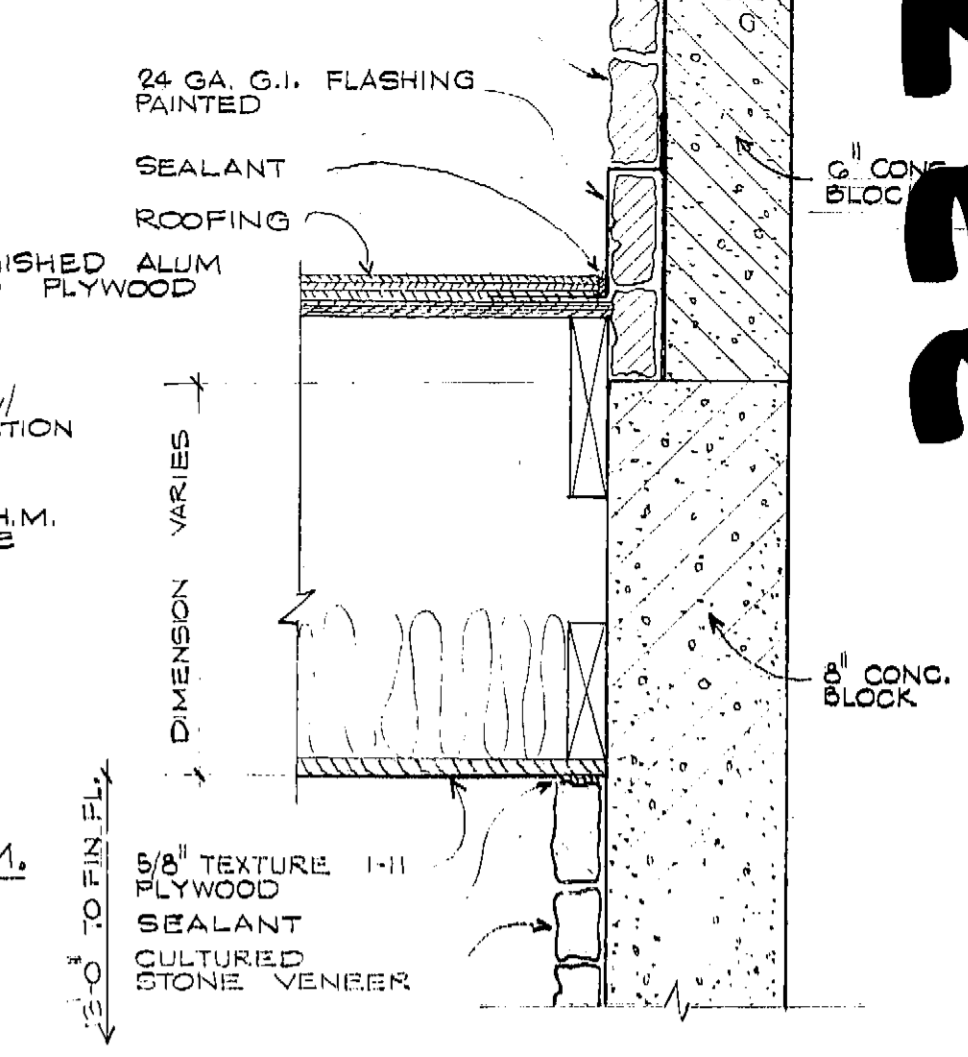 24 GA. G.I. FLASHING
PAINTED
SEALANT
ROOFING
ISHED ALUM
PLYWOOD
TION
H.M.
DIMENSION VARIES
6" CONC
BLOC
8" CONC.
BLOCK
TO FIN. FL.
M.
5/8" TEXTURE 1-11
PLYWOOD
SEALANT
CULTURED
STONE VENEER